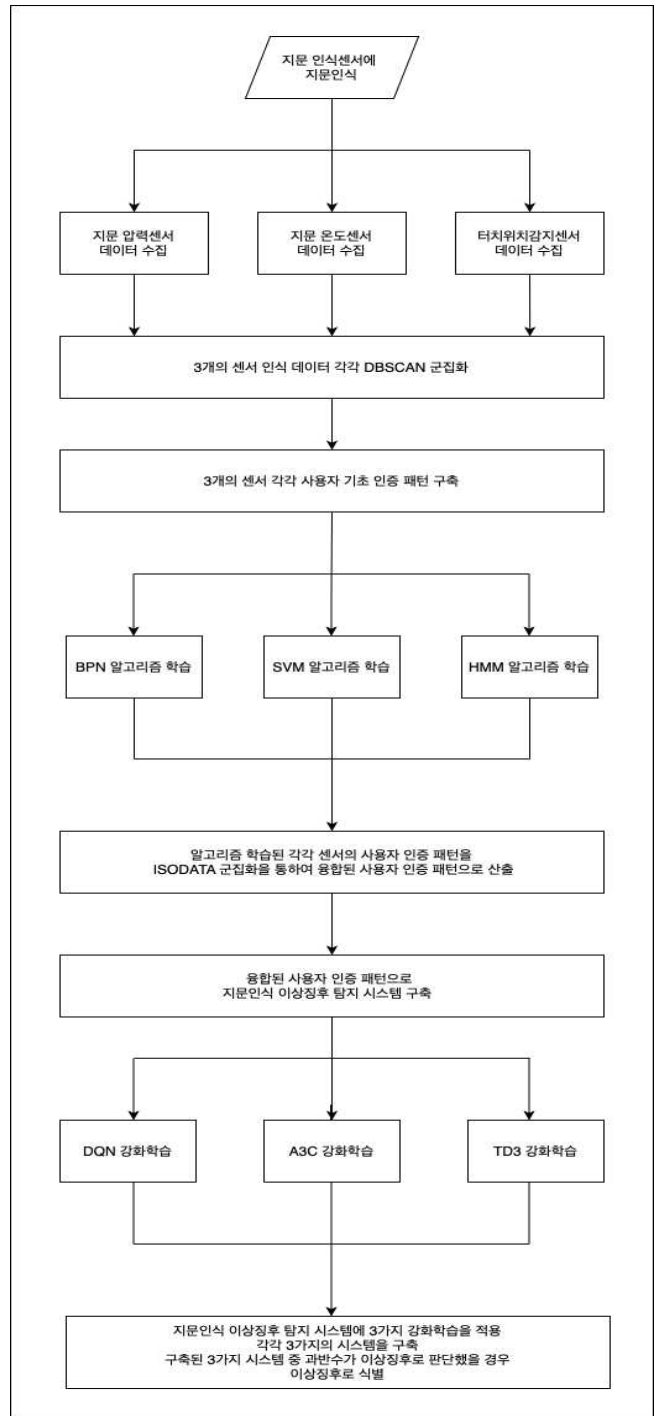 지문 인식센서에
지문인식
지문 압력센서
데이터 수집
지문 온도센서
데이터 수집
터치위치감지센서
데이터 수집
3개의 센서 인식 데이터 각각 DBSCAN 군집화
3개의 센서 각각 사용자 기초 인증 패턴 구축
BPN 알고리즘 학습
SVM 알고리즘 학습
HMM 알고리즘 학습
알고리즘 학습된 각각 센서의 사용자 인증 패턴을
ISODATA 군집화를 통하여 융합된 사용자 인증 패턴으로 산출
융합된 사용자 인증 패턴으로
지문인식 이상징후 탐지 시스템 구축
DQN 강화학습
A3C 강화학습
TD3 강화학습
지문인식 이상징후 탐지 시스템에 3가지 강화학습을 적용
각각 3가지의 시스템을 구축
구축된 3가지 시스템 중 과반수가 이상징후로 판단했을 경우
이상징후로 식별